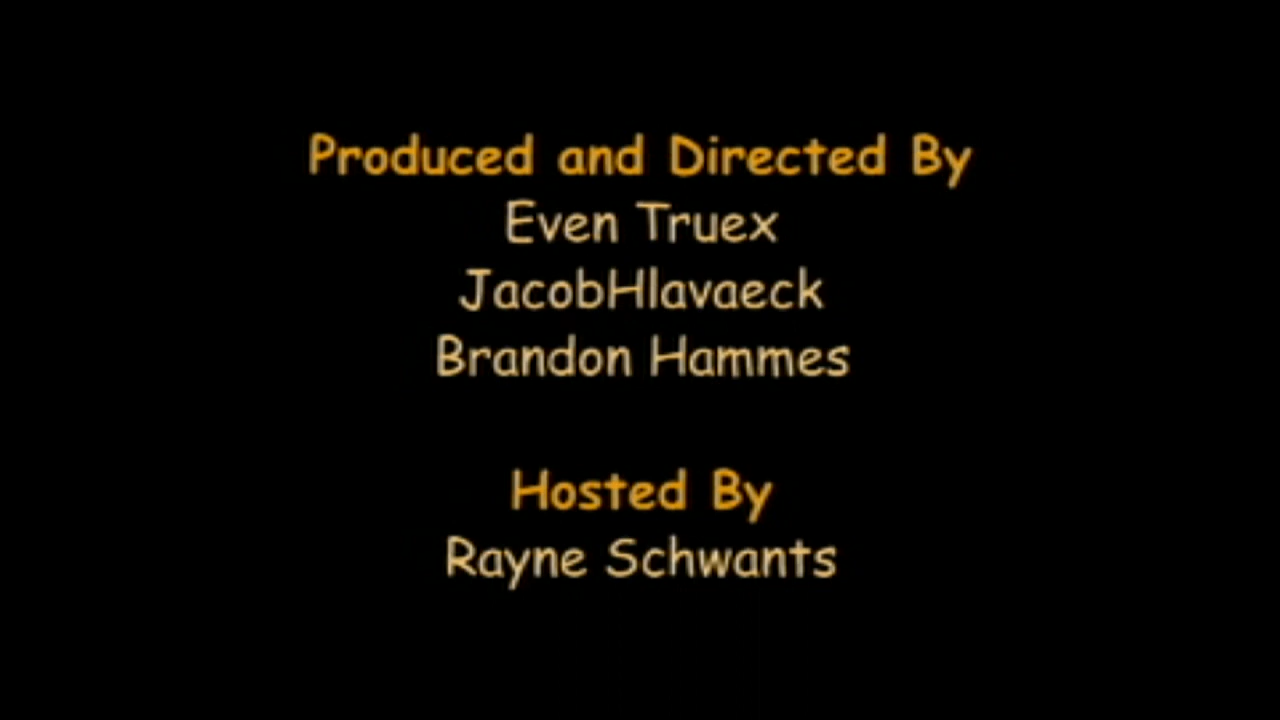 Produced and Directed By
Even Truex
JacobHlavaeck
Brandon Hammes
Hosted By
Rayne Schwants